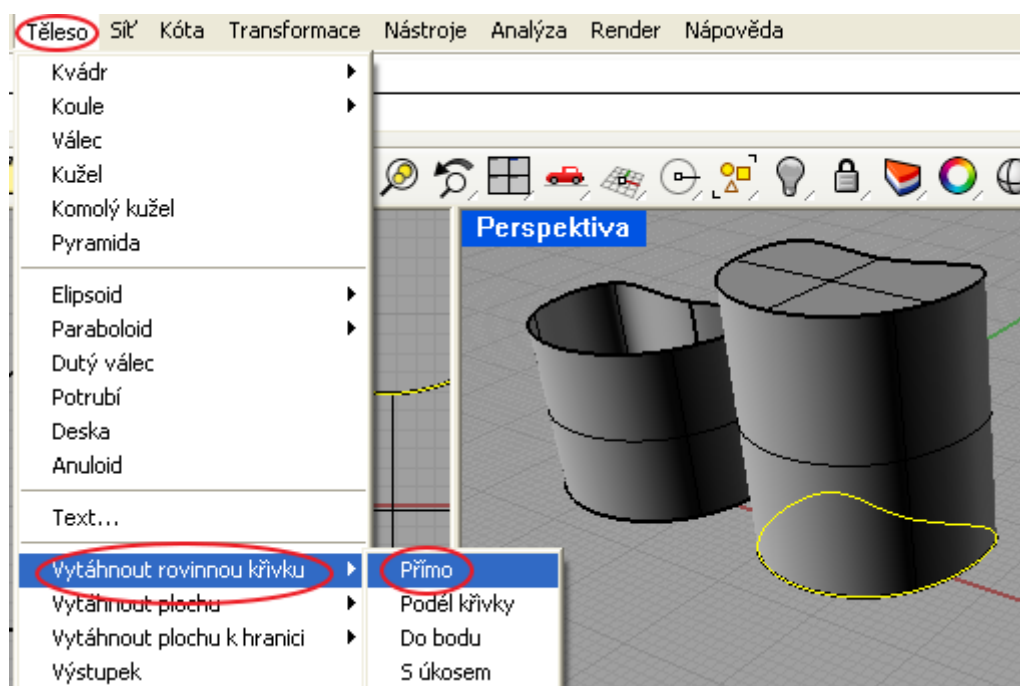 Těleso Síť Kóta Transformace Nástroje Analýza Render Nápověda
Kvádr
Koule
Válec
Kužel
Komolý kužel
Pyramida
Elipsoid
Paraboloid
Dutý válec
Potrubí
Deska
Anuloid
Text...
Vytáhnout rovinnou křivku
Vytáhnout plochu
Vytáhnout plochu k hranici
Výstupek
Přímo
Podél křivky
Do bodu
S úkosem
Perspektiva